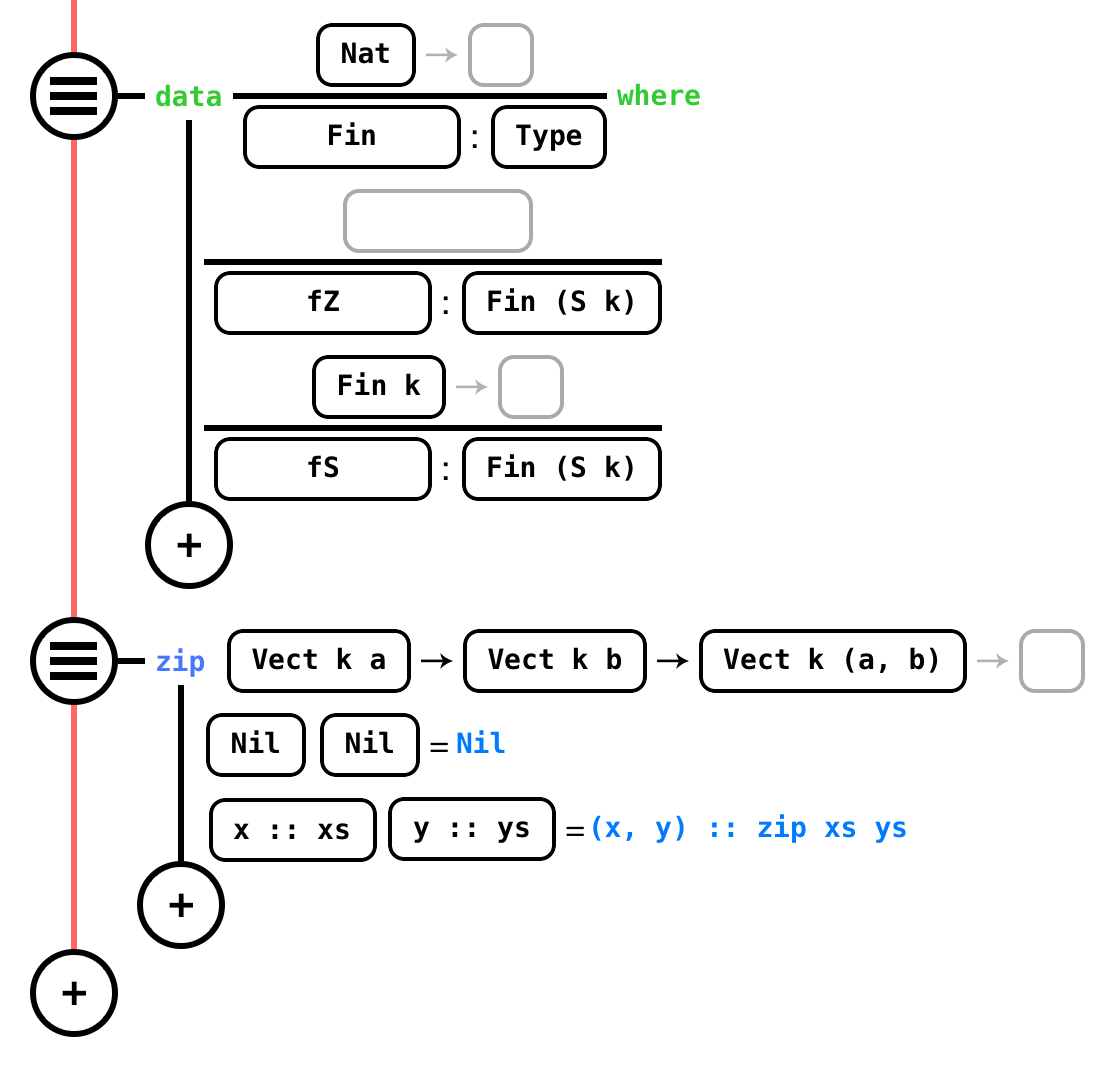 Nat →
data where
Fin : Type
fZ : Fin (S k)
Fin k →
fS : Fin (S k)
+
zip Vect k a → Vect k b → Vect k (a, b) →
Nil Nil = Nil
x :: xs y :: ys = (x, y) :: zip xs ys
+
+